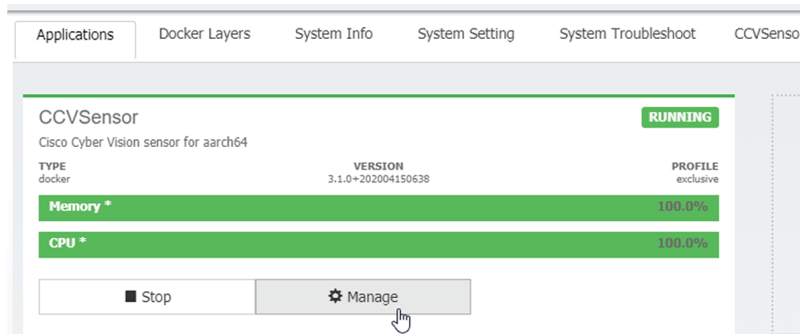 Applications Docker Layers System Info System Setting System Troubleshoot CCVSenso
CCVSensor RUNNING
Cisco Cyber Vision sensor for aarch64
TYPE VERSION PROFILE
docker 3.1.0+202004150638 exclusive
Memory * 100.0%
CPU * 100.0%
Stop Manage